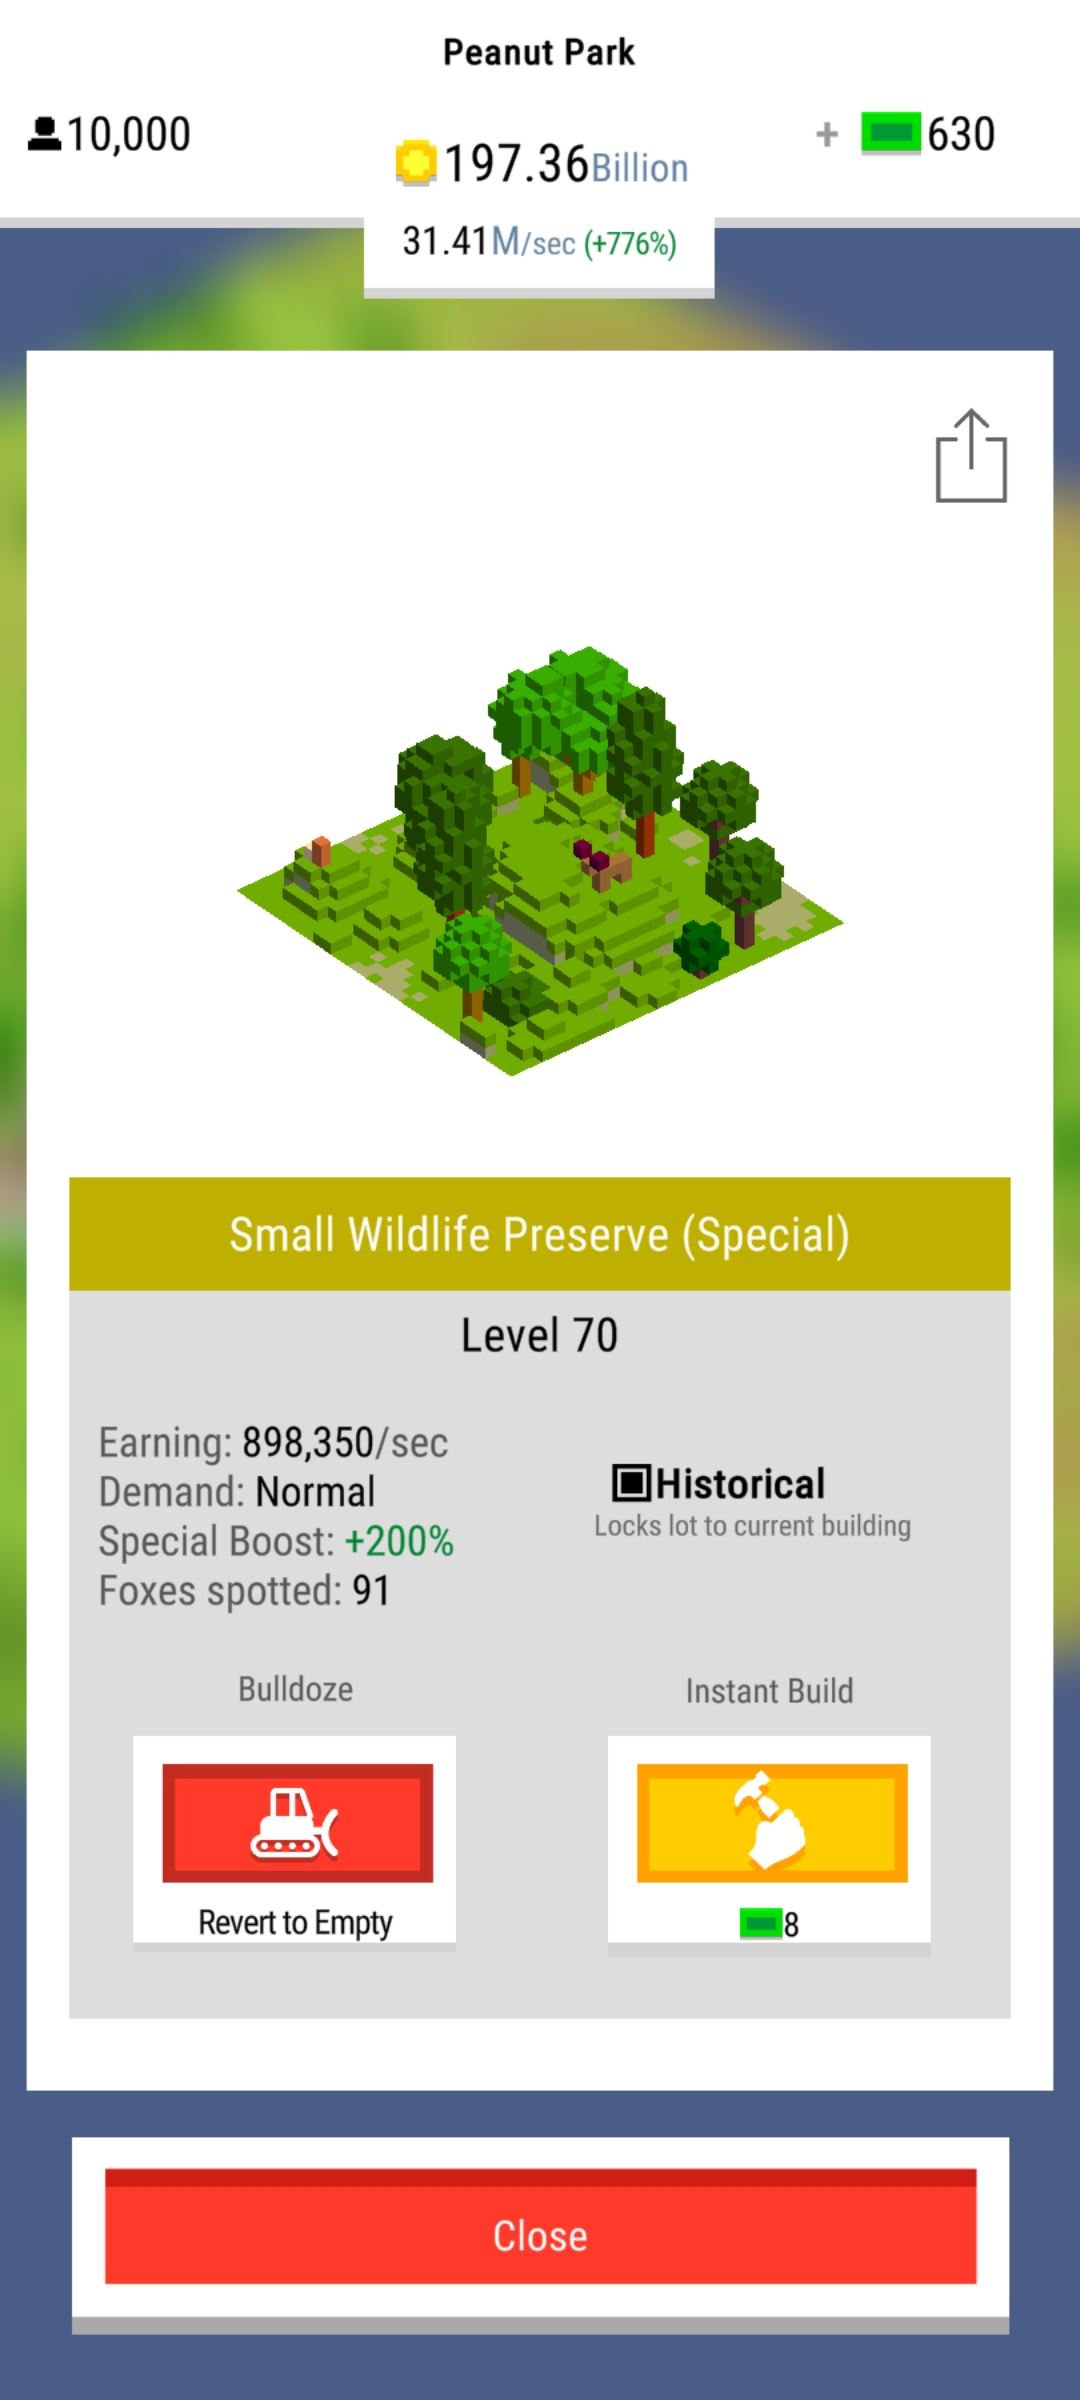 Peanut Park
10,000
197.36Billion
+ 630
31.41M/sec (+776%)
Small Wildlife Preserve (Special)
Level 70
Earning: 898,350/sec
Demand: Normal
Special Boost: +200%
Foxes spotted: 91
Historical
Locks lot to current building
Bulldoze
Instant Build
Revert to Empty
8
Close